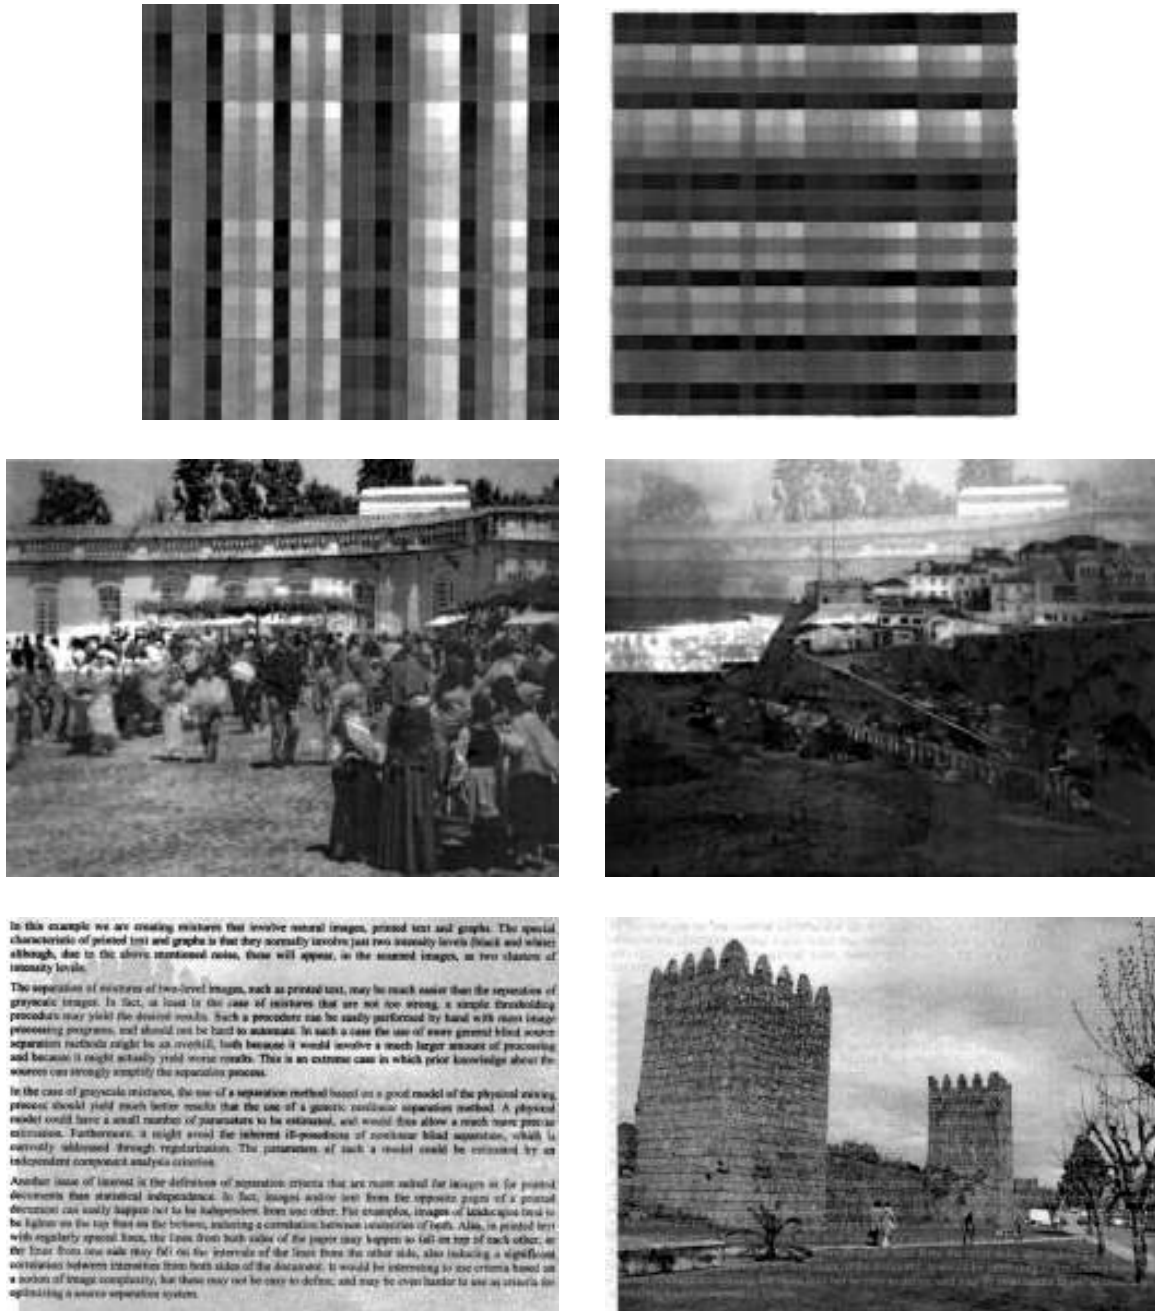 In this example we are creating mixtures that involve natural images, printed text and graphs. The special
characteristic of printed text and graphs is that they normally involve just two intensity levels (black and white)
although, due to the above mentioned noise, these will appear, in the scanned images, as two clusters of
intensity levels.
The separation of mixtures of two-level images, such as printed text, may be much easier than the separation of
grayscale images. In fact, at least in the case of mixtures that are not too strong, a simple thresholding
procedure may yield the desired results. Such a procedure can be easily performed by hand with most image
processing programs, and should not be hard to automate. In such a case the use of more general blind source
separation methods might be an overkill, both because it would involve a much larger amount of processing
and because it might actually yield worse results. This is an extreme case in which prior knowledge about the
sources can strongly simplify the separation process.
In the case of grayscale mixtures, the use of a separation method based on a good model of the physical mixing
process should yield much better results that the use of a generic nonlinear separation method. A physical
model could have a small number of parameters to be estimated, and would thus allow a much more precise
estimation. Furthermore, it might avoid the inherent ill-posedness of nonlinear blind separation, which is
currently addressed through regularization. The parameters of such a model could be estimated by an
independent component analysis criterion.
Another issue of interest is the definition of separation criteria that are more suited for images or for printed
documents than statistical independence. In fact, images and/or text from the opposite pages of a printed
document can easily happen not to be independent from one other. For examples, images of landscapes tend to
be lighter on the top than on the bottom, inducing a correlation between intensities of both. Also, in printed text
with regularly spaced lines, the lines from both sides of the paper may happen to fall on top of each other, or
the lines from one side may fall on the intervals of the lines from the other side, also inducing a significant
correlation between intensities from both sides of the document. It would be interesting to use criteria based on
a notion of image complexity, but these may not be easy to define, and may be even harder to use as criteria for
optimizing a source separation system.